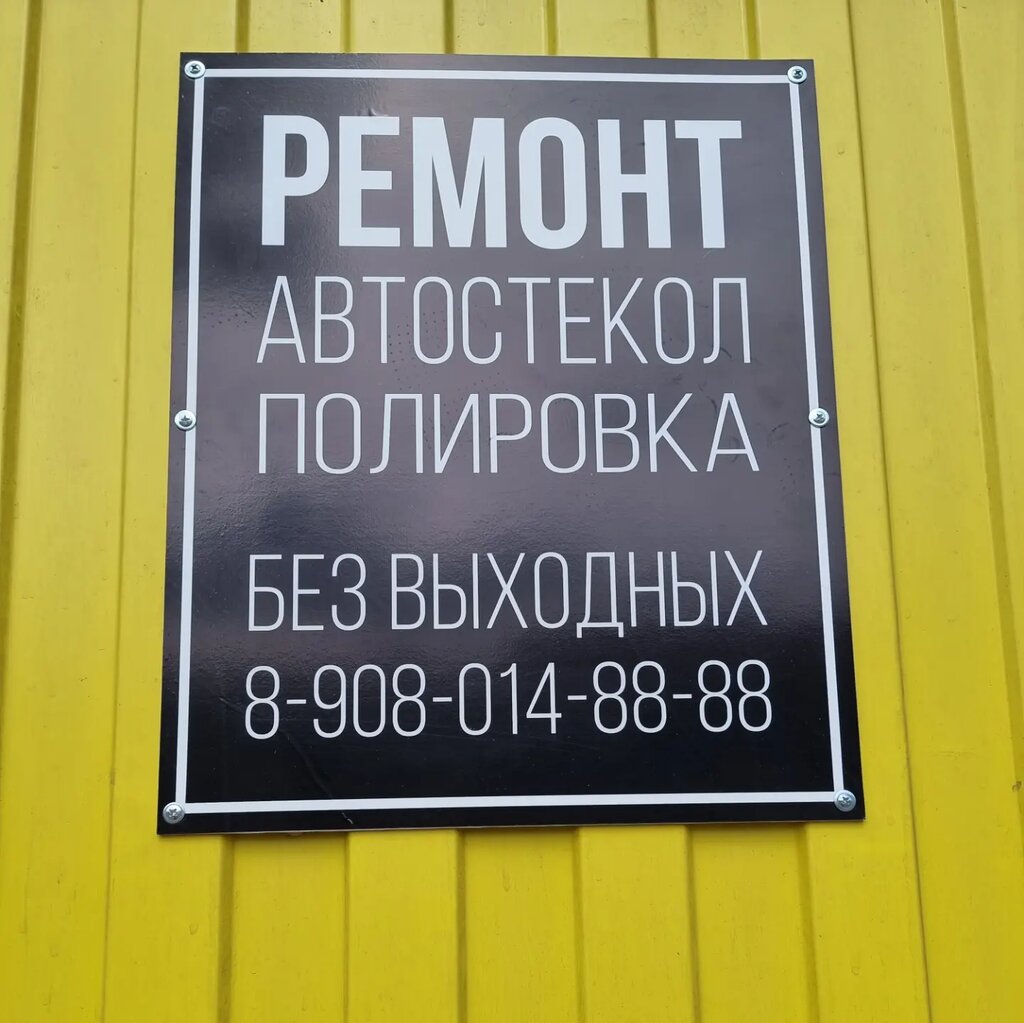 РЕМОНТ
АВТОСТЕКОЛ
ПОЛИРОВКА
БЕЗ ВЫХОДНЫХ
8-908-014-88-88